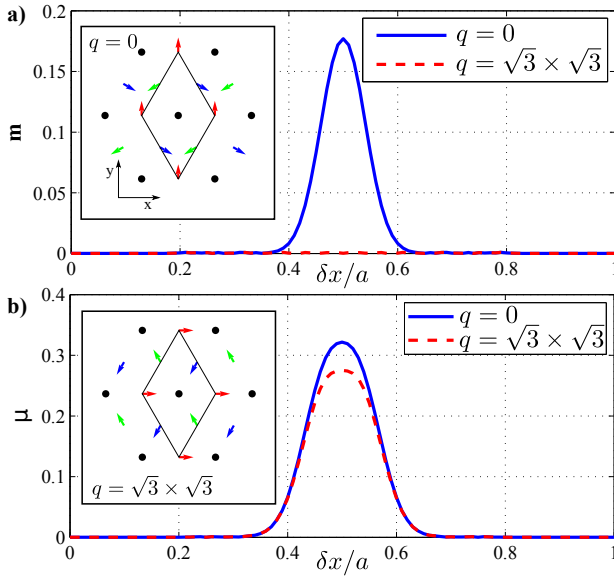 a)
0.2
0.15
0.1
0.05
0
m
q = 0
y
x
q = 0
q = √3 × √3
0
0.2
0.4
0.6
0.8
1
δx/a
b)
0.4
0.3
0.2
0.1
0
μ
q = √3 × √3
q = 0
q = √3 × √3
0
0.2
0.4
0.6
0.8
1
δx/a